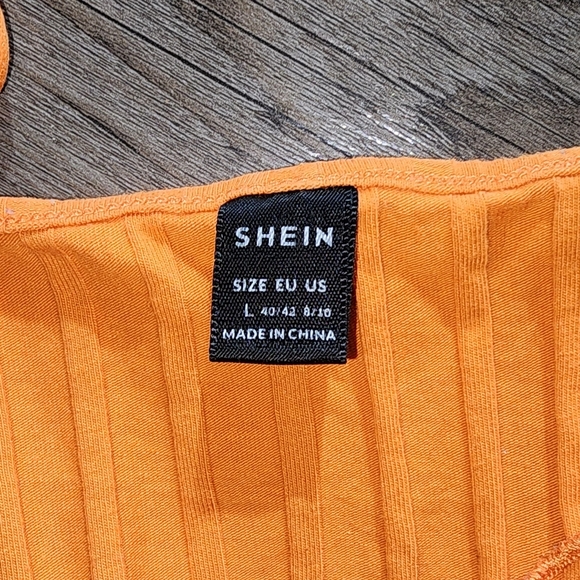 SHEIN
SIZE EU US
L 40/42 8/10
MADE IN CHINA